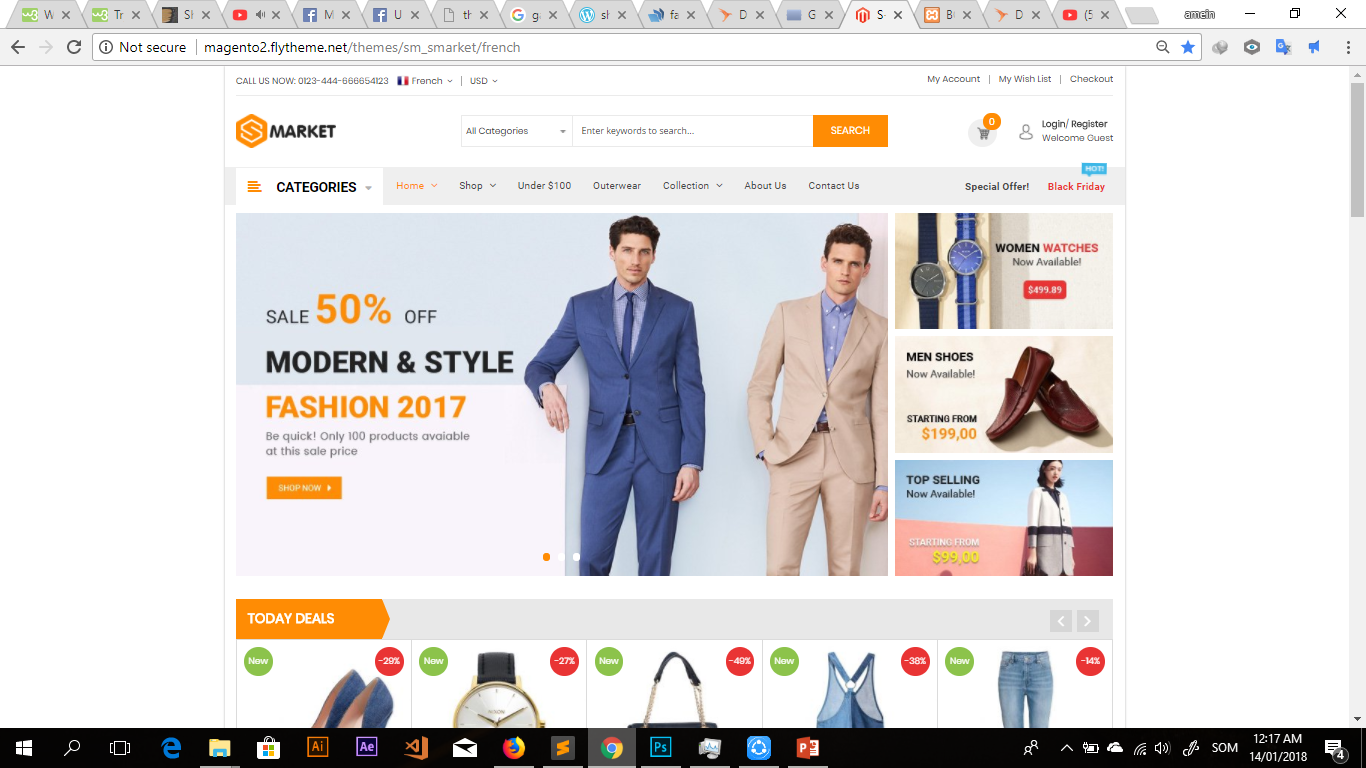 W
Tr
Sh
M
U
th
g
sh
fa
D
G
S-
B
D
(5
amein
Not secure
magento2.flytheme.net/themes/sm_smarket/french
CALL US NOW: 0123-444-666654123
French
USD
My Account
My Wish List
Checkout
MARKET
All Categories
Enter keywords to search...
SEARCH
0
Login/ Register
Welcome Guest
CATEGORIES
Home
Shop
Under $100
Outerwear
Collection
About Us
Contact Us
Special Offer!
HOT!
Black Friday
SALE 50% OFF
MODERN & STYLE
FASHION 2017
Be quick! Only 100 products avaiable
at this sale price
SHOP NOW
WOMEN WATCHES
Now Available!
$499.89
MEN SHOES
Now Available!
STARTING FROM
$199,00
TOP SELLING
Now Available!
STARTING FROM
$99,00
TODAY DEALS
New
-29%
New
-27%
New
-49%
New
-38%
New
-14%
NIXON
Ai
Ae
Ps
SOM
12:17 AM
14/01/2018
4